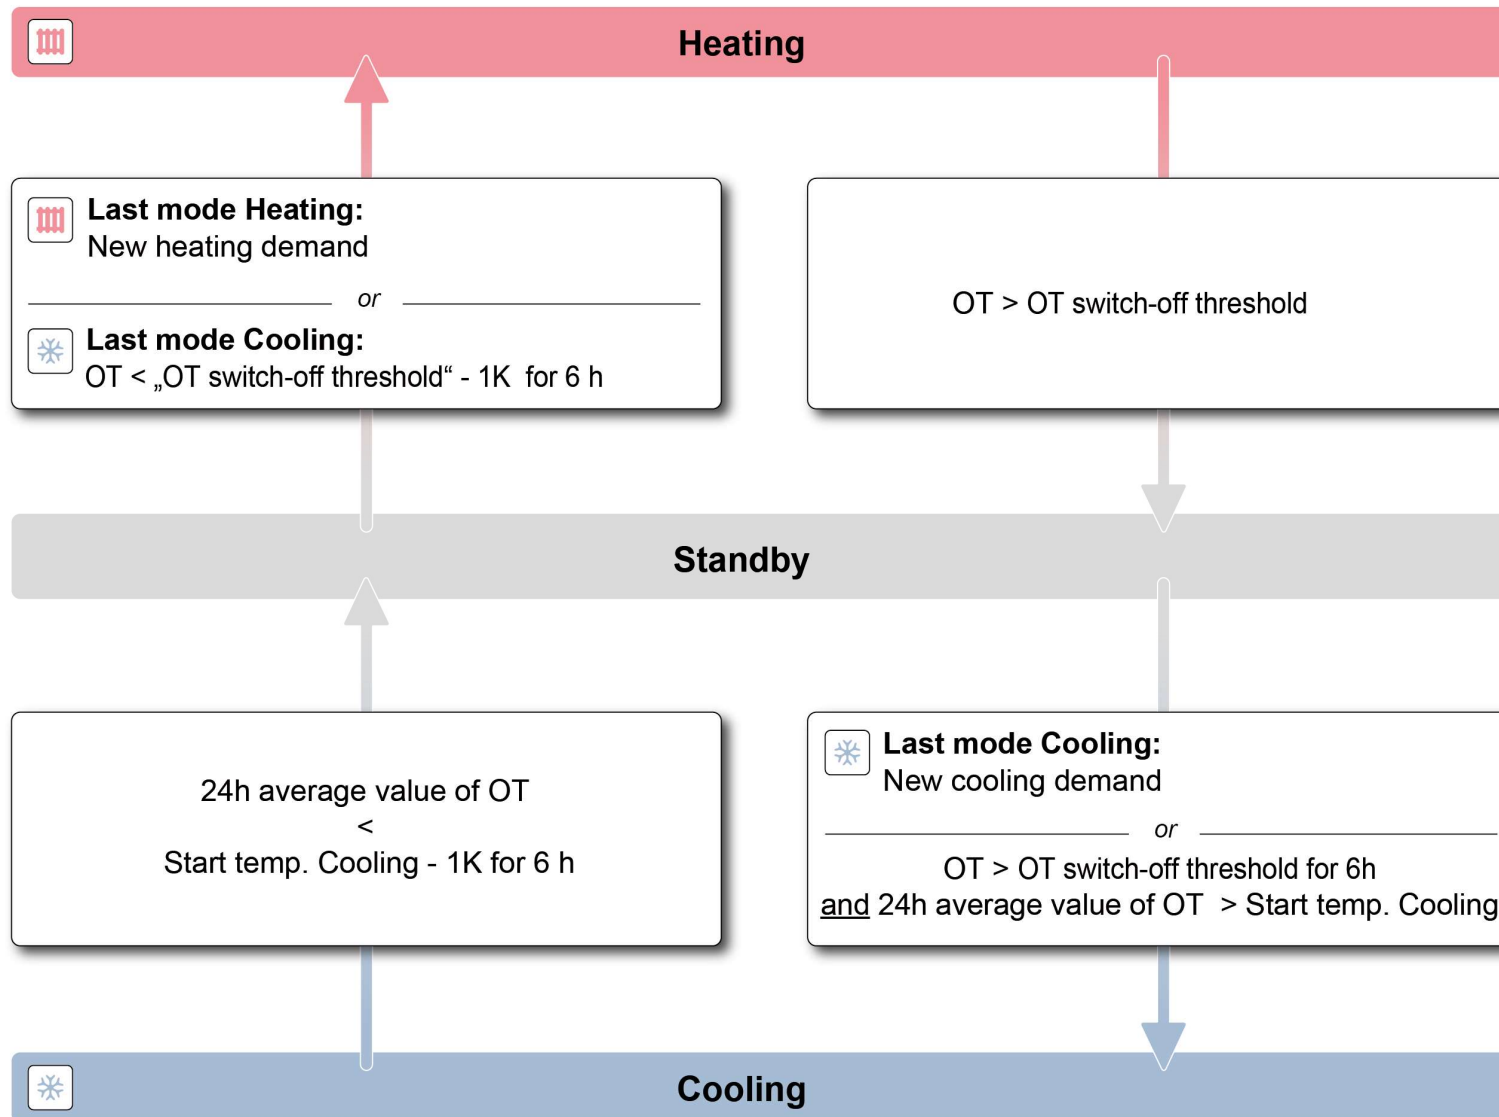 Heating
Last mode Heating:
New heating demand
or
Last mode Cooling:
OT < „OT switch-off threshold“ - 1K for 6 h
OT > OT switch-off threshold
Standby
24h average value of OT
<
Start temp. Cooling - 1K for 6 h
Last mode Cooling:
New cooling demand
or
OT > OT switch-off threshold for 6h
and 24h average value of OT > Start temp. Cooling
Cooling